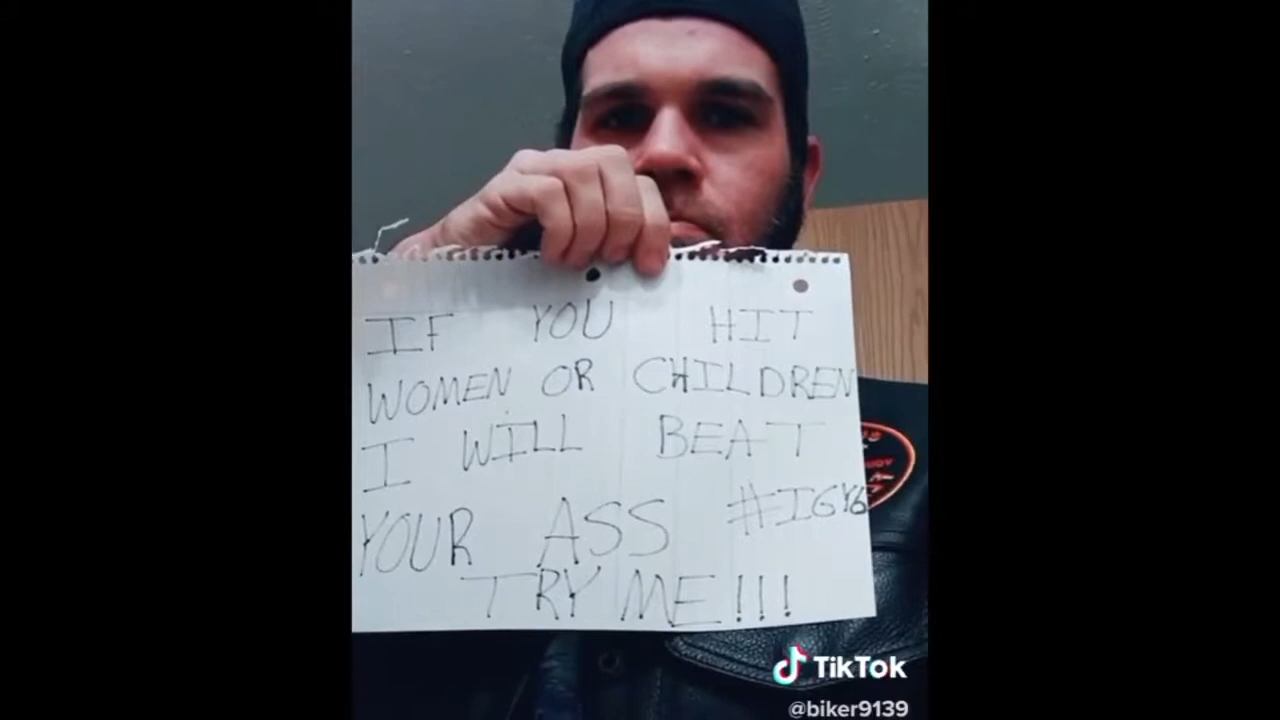 IF YOU HIT
WOMEN OR CHILDREN
I WILL BEAT
YOUR ASS #IGY6
TRY ME!!!
TikTok
@biker9139